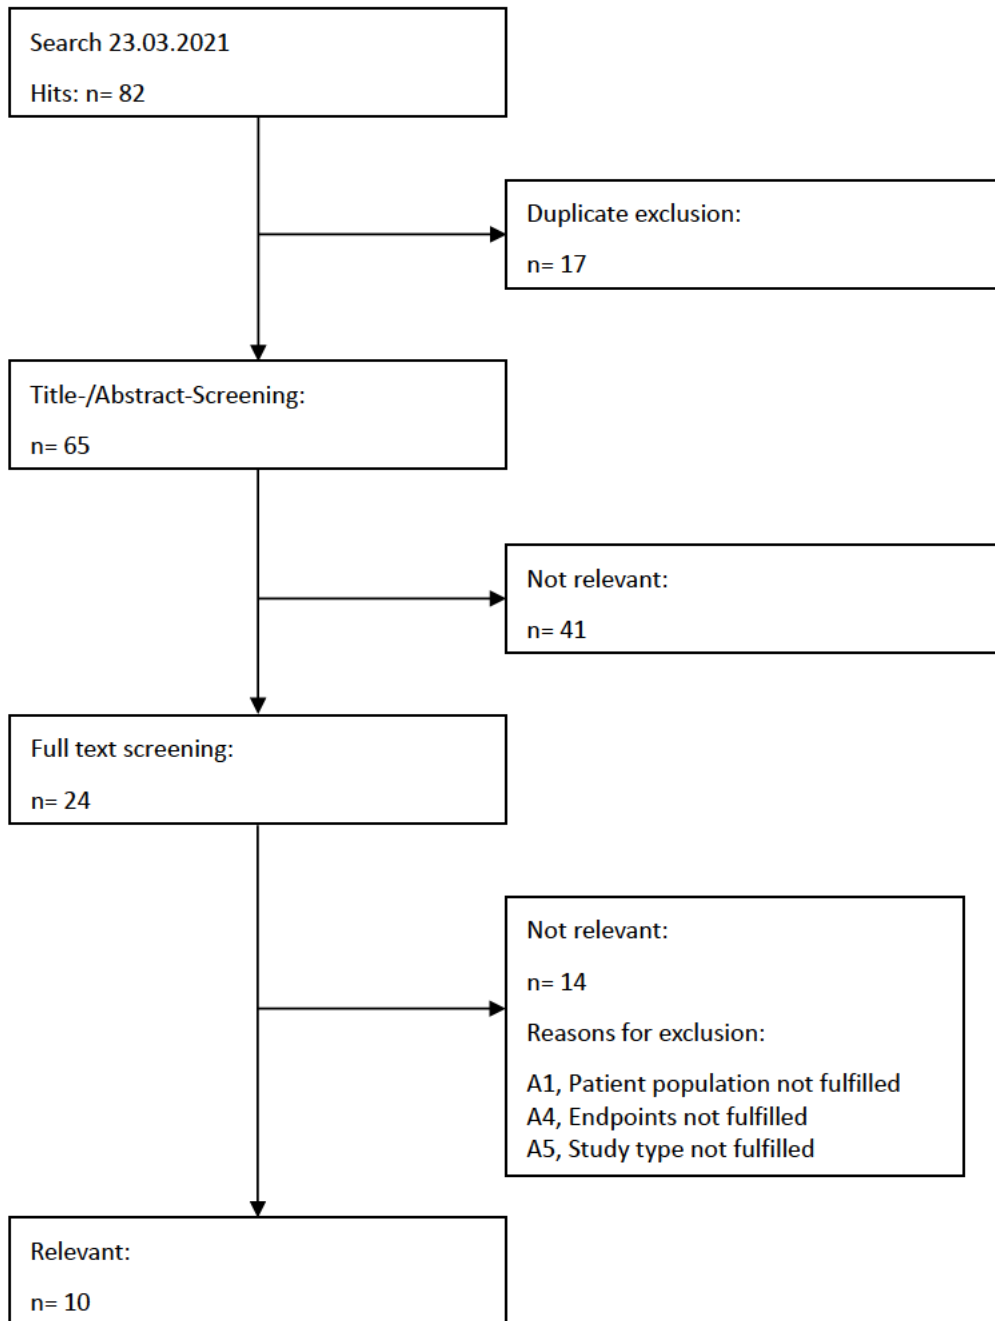 Search 23.03.2021
Hits: n= 82
Duplicate exclusion:
n= 17
Title-/Abstract-Screening:
n= 65
Not relevant:
n= 41
Full text screening:
n= 24
Not relevant:
n= 14
Reasons for exclusion:
A1, Patient population not fulfilled
A4, Endpoints not fulfilled
A5, Study type not fulfilled
Relevant:
n= 10